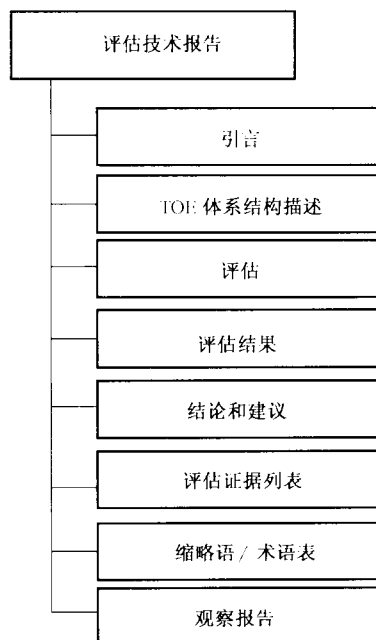 评估技术报告
引言
TOE 体系结构描述
评估
评估结果
结论和建议
评估证据列表
缩略语 / 术语表
观察报告